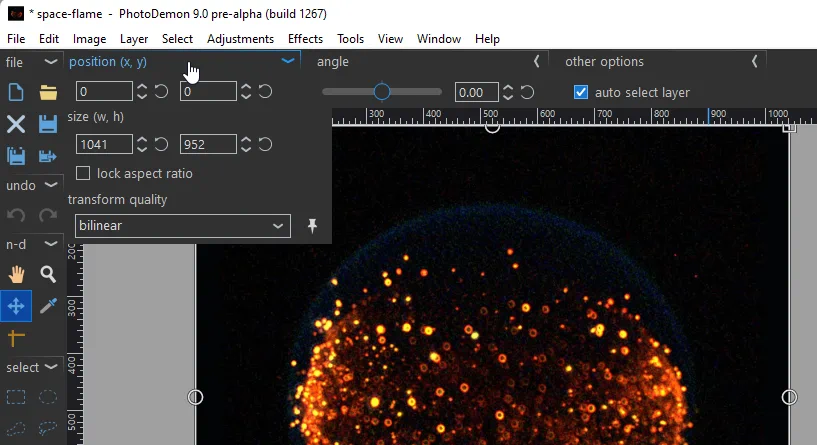 * space-flame - PhotoDemon 9.0 pre-alpha (build 1267)
File Edit Image Layer Select Adjustments Effects Tools View Window Help
file position (x, y) angle other options
0 0 0.00 auto select layer
size (w, h)
300 400 500 600 700 800 900 1000
1041 952
lock aspect ratio
undo
transform quality
bilinear
n-d
200
300
400
select
500